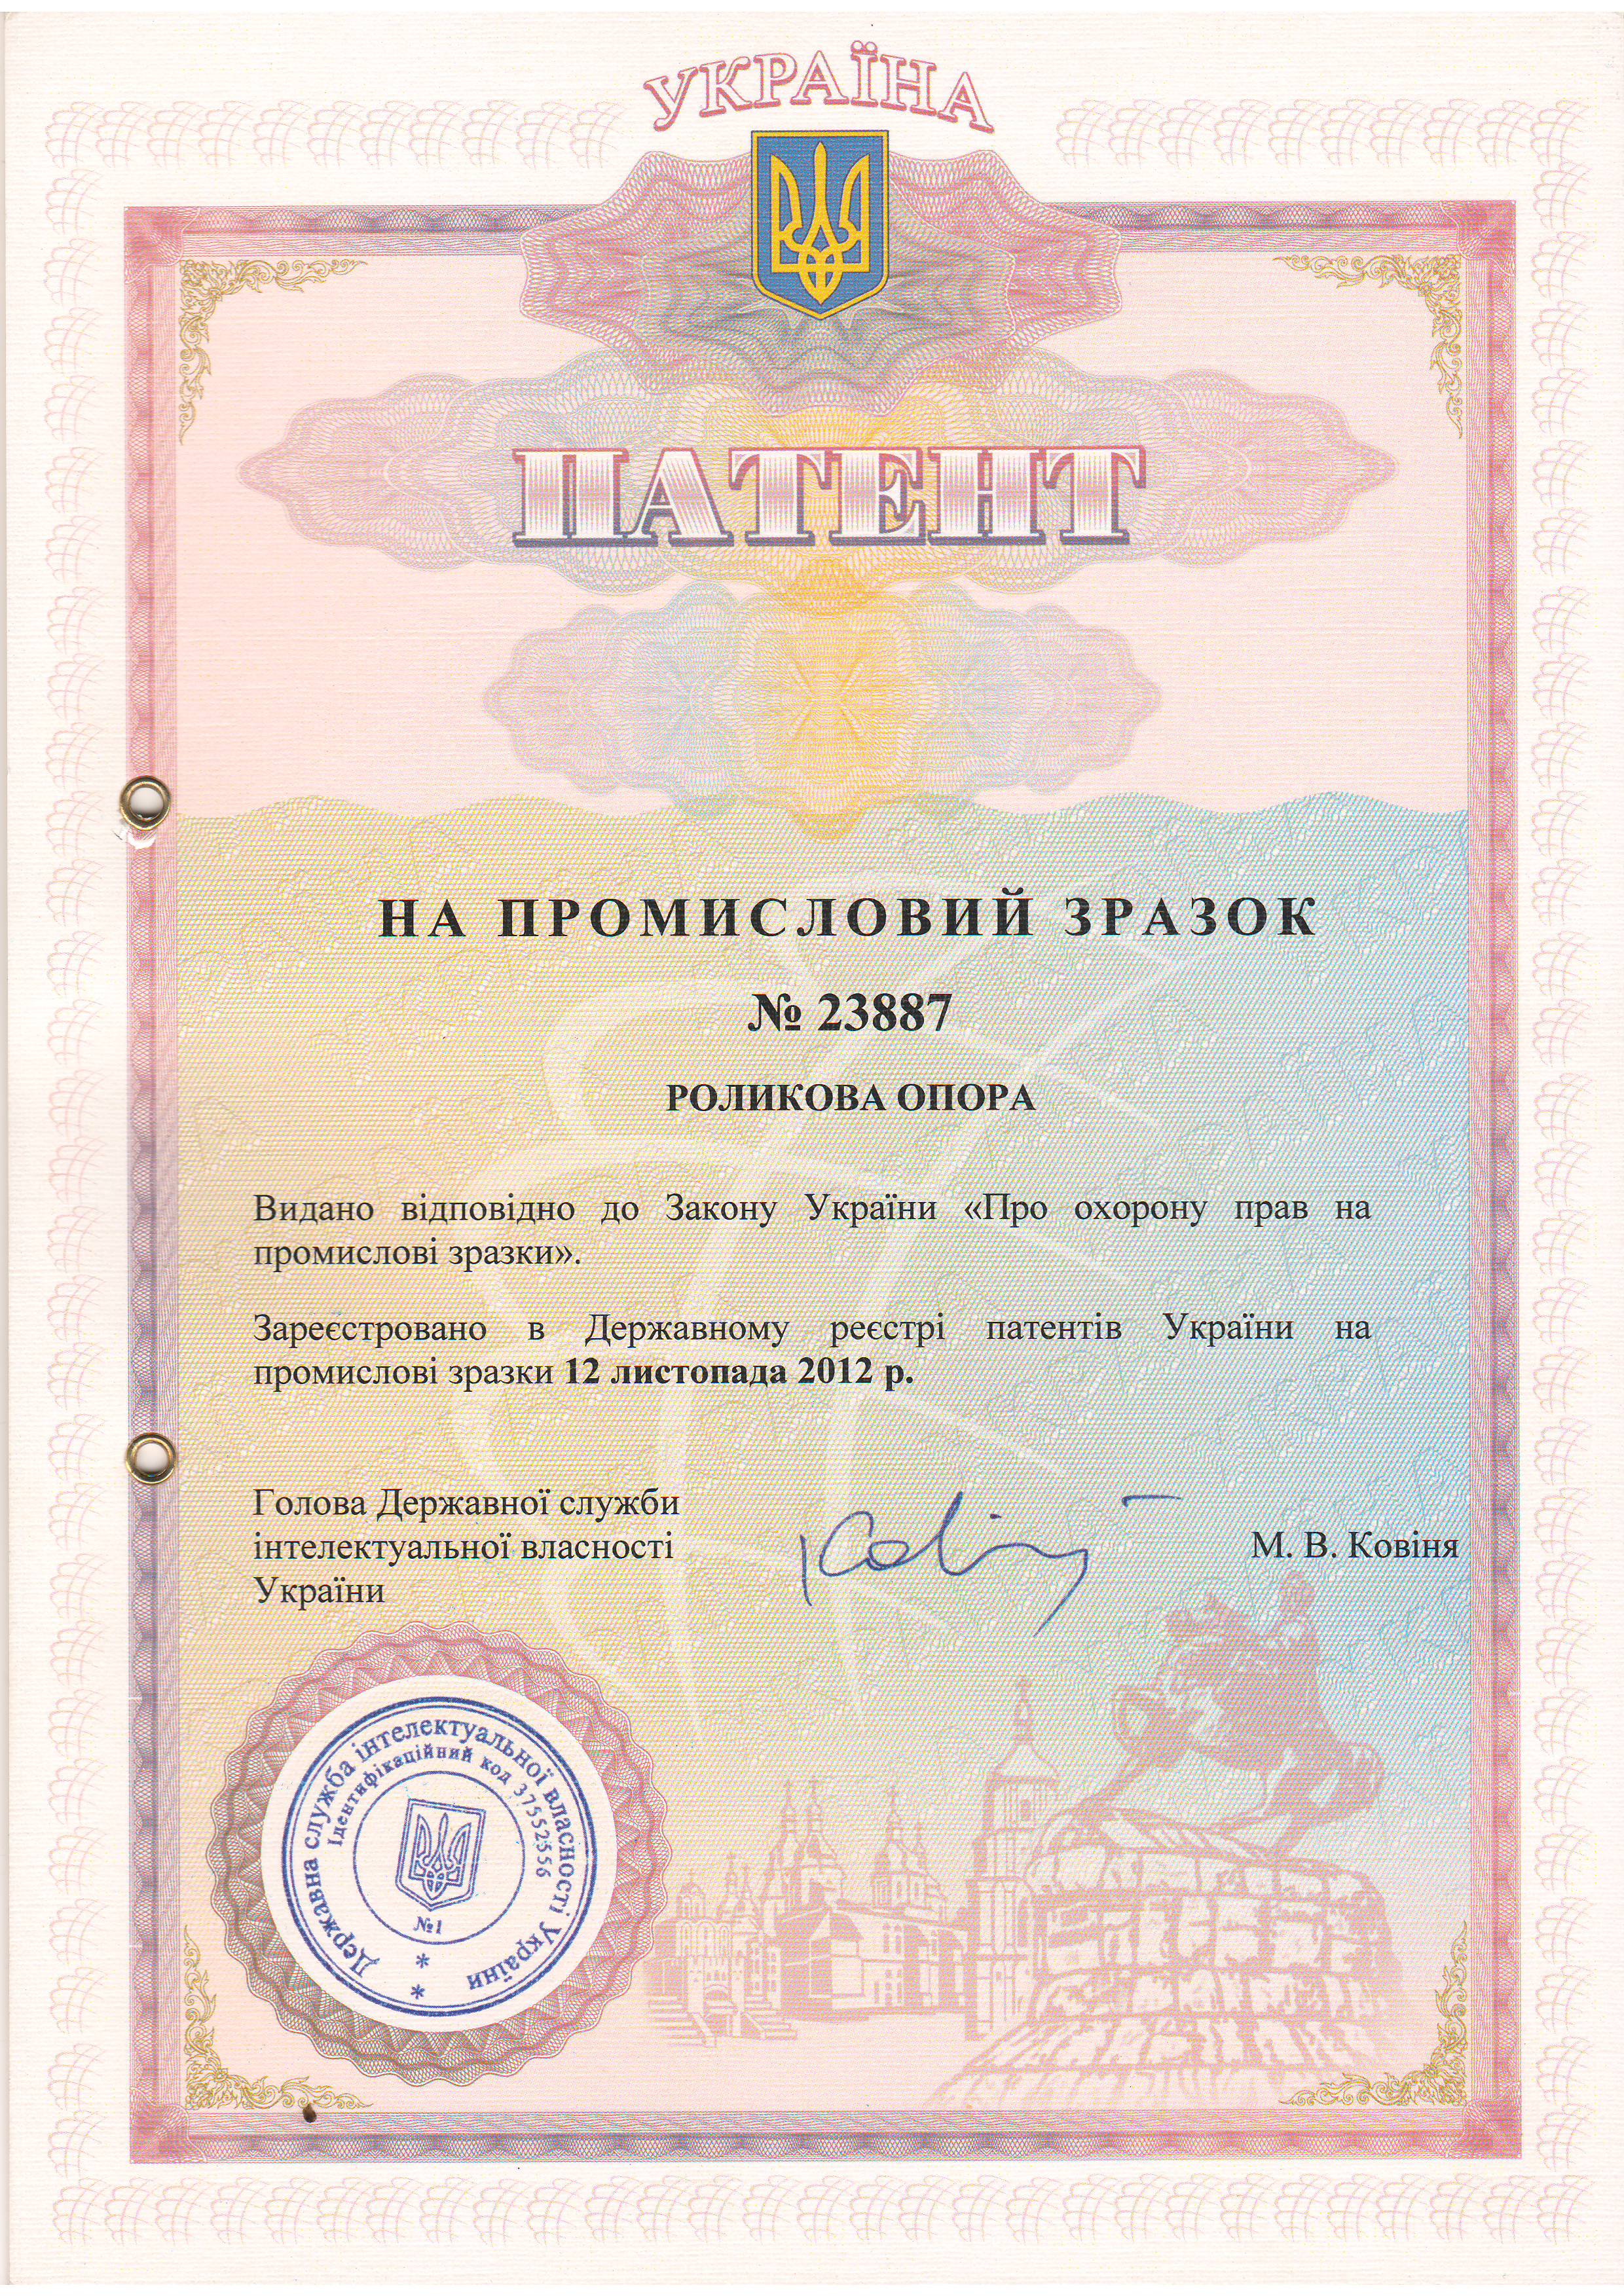 УКРАЇНА
ПАТЕНТ
НА ПРОМИСЛОВИЙ ЗРАЗОК
№ 23887
РОЛИКОВА ОПОРА
Видано відповідно до Закону України «Про охорону прав на
промислові зразки».
Зареєстровано в Державному реєстрі патентів України на
промислові зразки 12 листопада 2012 р.
Голова Державної служби
інтелектуальної власності
України
М. В. Ковіня
Державна служба інтелектуальної власності України
Ідентифікаційний код 37552556
№1
* *